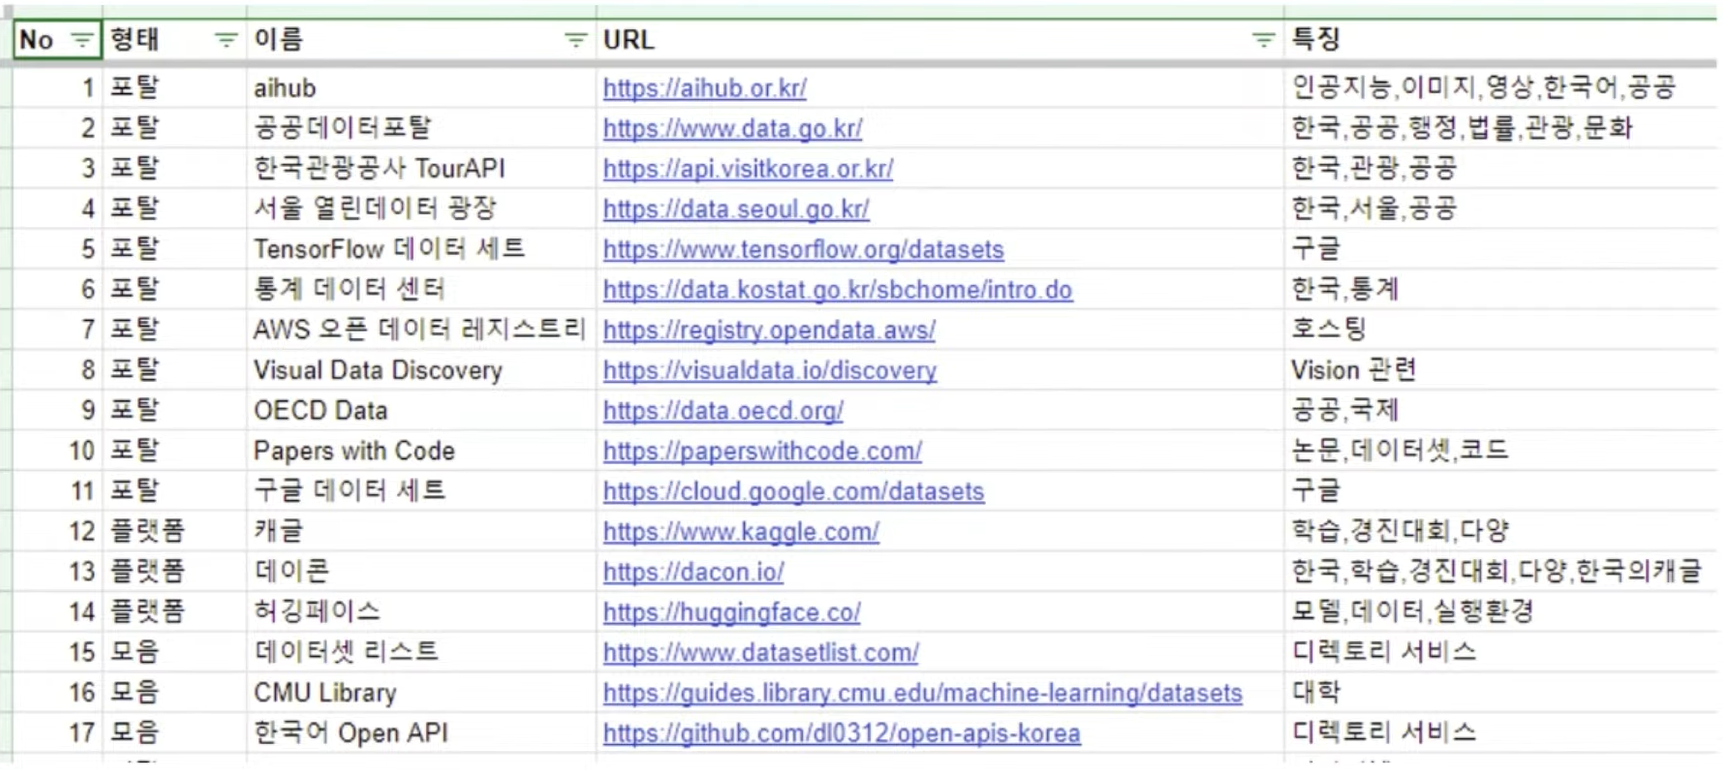 No 형태 이름 URL 특징
1 포탈 aihub https://aihub.or.kr/ 인공지능,이미지,영상,한국어,공공
2 포탈 공공데이터포탈 https://www.data.go.kr/ 한국,공공,행정,법률,관광,문화
3 포탈 한국관광공사 TourAPI https://api.visitkorea.or.kr/ 한국,관광,공공
4 포탈 서울 열린데이터 광장 https://data.seoul.go.kr/ 한국,서울,공공
5 포탈 TensorFlow 데이터 세트 https://www.tensorflow.org/datasets 구글
6 포탈 통계 데이터 센터 https://data.kostat.go.kr/sbchome/intro.do 한국,통계
7 포탈 AWS 오픈 데이터 레지스트리 https://registry.opendata.aws/ 호스팅
8 포탈 Visual Data Discovery https://visualdata.io/discovery Vision 관련
9 포탈 OECD Data https://data.oecd.org/ 공공,국제
10 포탈 Papers with Code https://paperswithcode.com/ 논문,데이터셋,코드
11 포탈 구글 데이터 세트 https://cloud.google.com/datasets 구글
12 플랫폼 캐글 https://www.kaggle.com/ 학습,경진대회,다양
13 플랫폼 데이콘 https://dacon.io/ 한국,학습,경진대회,다양,한국의캐글
14 플랫폼 허깅페이스 https://huggingface.co/ 모델,데이터,실행환경
15 모음 데이터셋 리스트 https://www.datasetlist.com/ 디렉토리 서비스
16 모음 CMU Library https://guides.library.cmu.edu/machine-learning/datasets 대학
17 모음 한국어 Open API https://github.com/dl0312/open-apis-korea 디렉토리 서비스